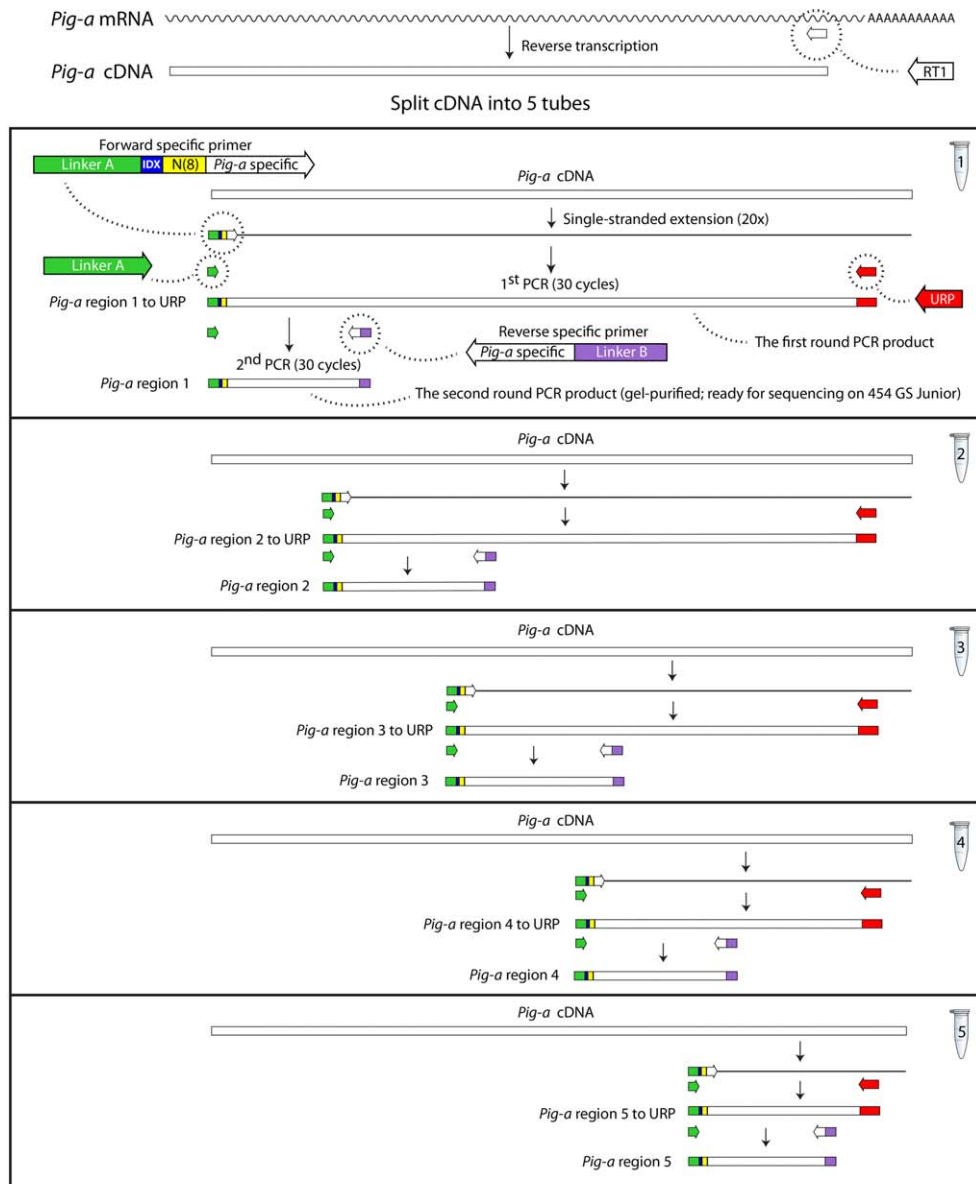 Pig-a mRNA
AAAAAAAAAAA
Reverse transcription
Pig-a cDNA
RT1
Split cDNA into 5 tubes
1
Forward specific primer
Linker A IDX N(8) Pig-a specific
Pig-a cDNA
Single-stranded extension (20x)
Linker A
1st PCR (30 cycles)
Pig-a region 1 to URP
URP
Reverse specific primer
Pig-a specific Linker B
The first round PCR product
2nd PCR (30 cycles)
Pig-a region 1
The second round PCR product (gel-purified; ready for sequencing on 454 GS Junior)
2
Pig-a cDNA
Pig-a region 2 to URP
Pig-a region 2
3
Pig-a cDNA
Pig-a region 3 to URP
Pig-a region 3
4
Pig-a cDNA
Pig-a region 4 to URP
Pig-a region 4
5
Pig-a cDNA
Pig-a region 5 to URP
Pig-a region 5